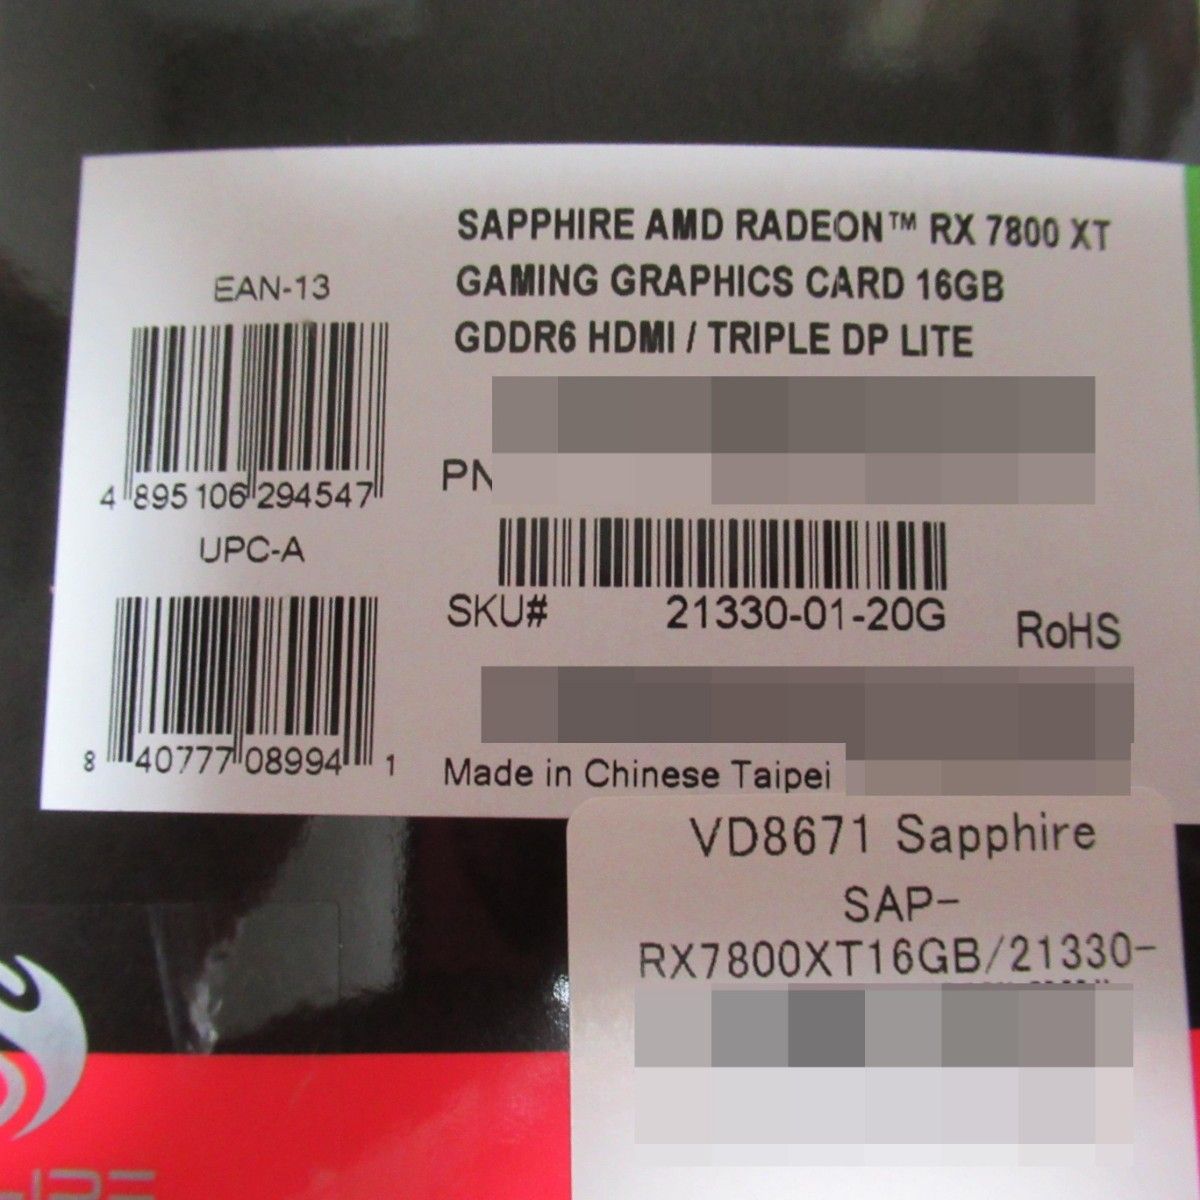 SAPPHIRE AMD RADEON™ RX 7800 XT
GAMING GRAPHICS CARD 16GB
GDDR6 HDMI / TRIPLE DP LITE
EAN-13
4 895106 294547
PN
UPC-A
SKU# 21330-01-20G
RoHS
8 40777 08994 1
Made in Chinese Taipei
VD8671 Sapphire
SAP-
RX7800XT16GB/21330-